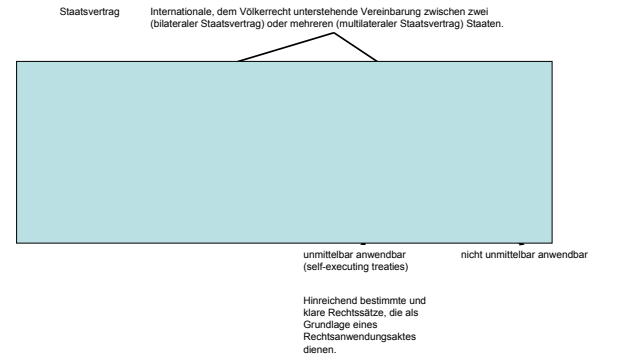 Staatsvertrag
Internationale, dem Völkerrecht unterstehende Vereinbarung zwischen zwei
(bilateraler Staatsvertrag) oder mehreren (multilateraler Staatsvertrag) Staaten.
unmittelbar anwendbar
(self-executing treaties)
nicht unmittelbar anwendbar
Hinreichend bestimmte und
klare Rechtssätze, die als
Grundlage eines
Rechtsanwendungsaktes
dienen.